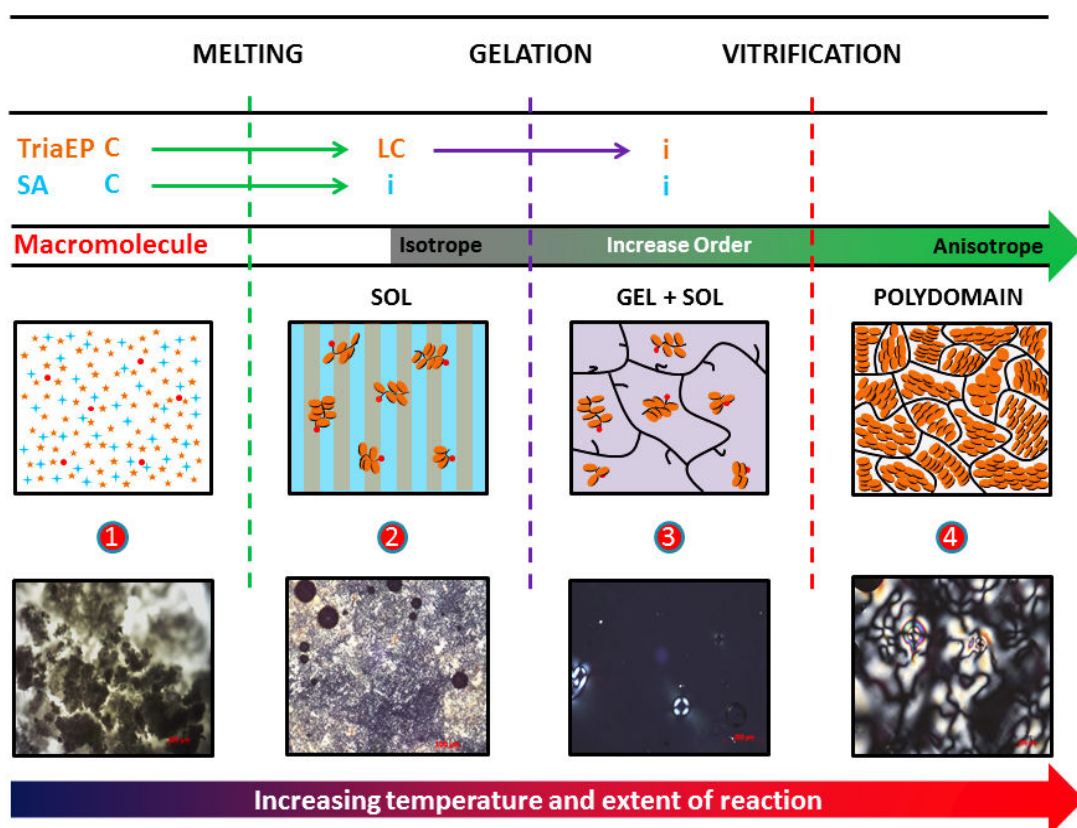 MELTING GELATION VITRIFICATION
TriaEP C LC i
SA C i i
Macromolecule Isotrope Increase Order Anisotrope
SOL GEL + SOL POLYDOMAIN
1 2 3 4
Increasing temperature and extent of reaction